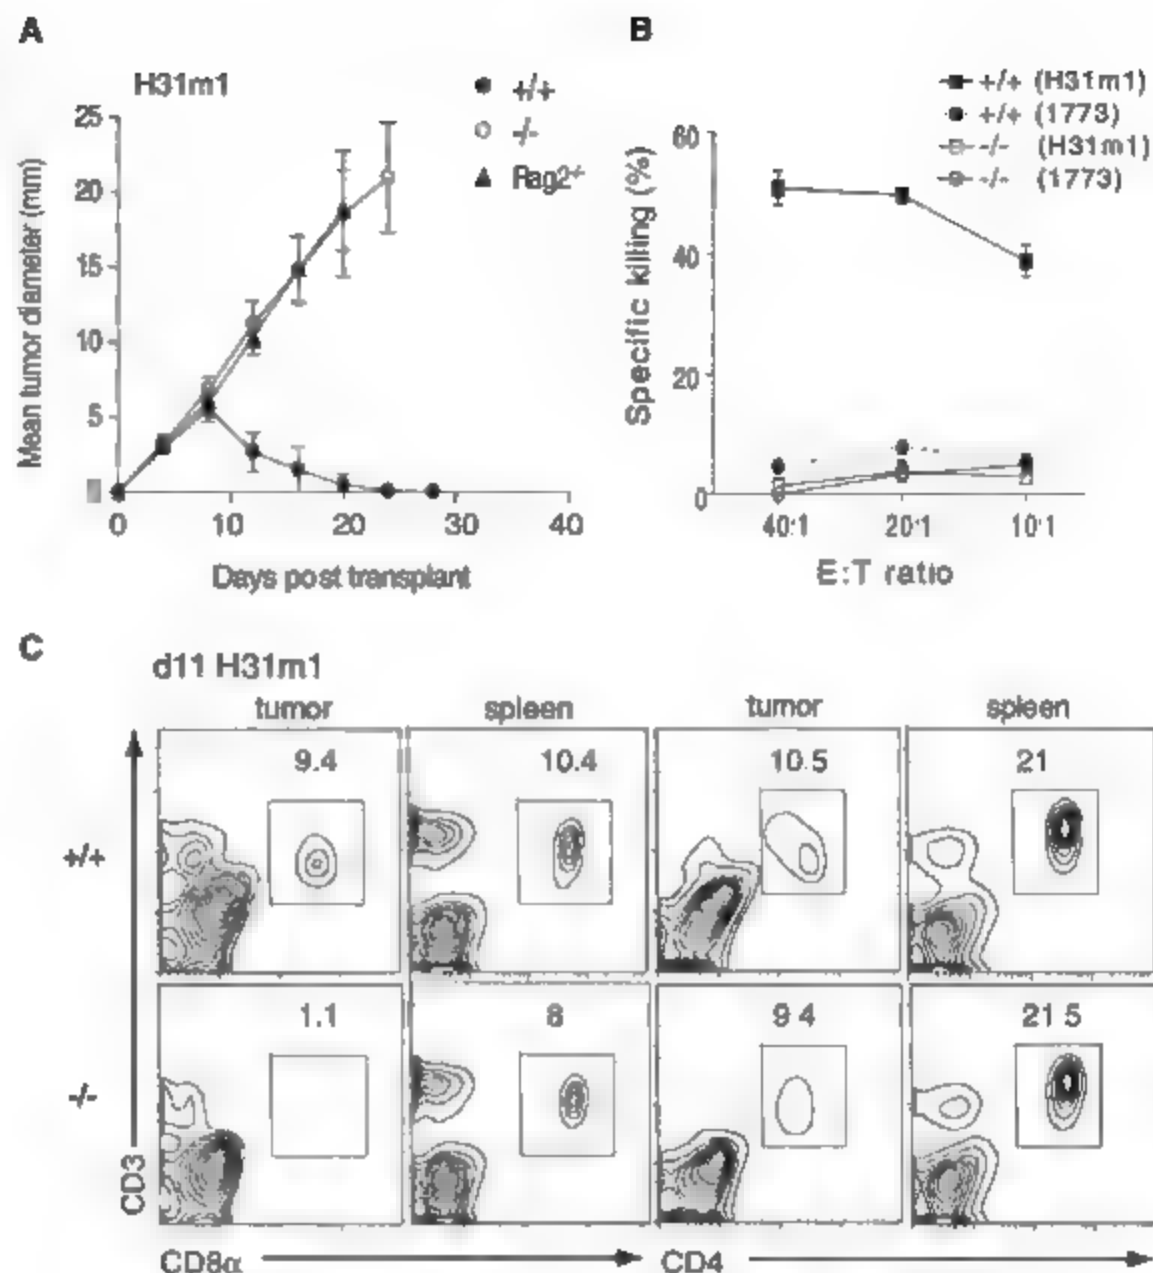 A
H31m1
+/+
-/-
Rag2-/-
25
20
15
10
5
0
10
20
30
40
Mean tumor diameter (mm)
Days post transplant
B
+/+ (H31m1)
+/+ (1773)
-/- (H31m1)
-/- (1773)
60
40
20
0
40:1
20:1
10:1
Specific killing (%)
E:T ratio
C
d11 H31m1
tumor
spleen
tumor
spleen
+/+
9.4
10.4
10.5
21
-/-
1.1
8
9 4
21 5
CD3
CD8α
CD4